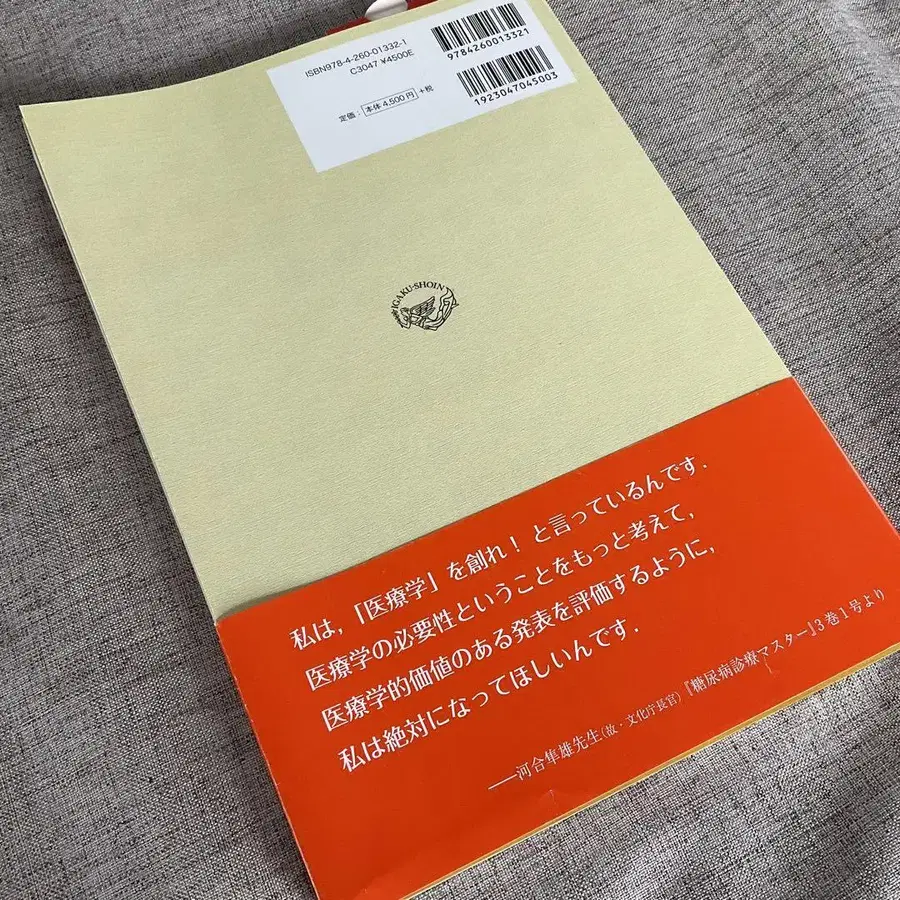 ISBN978-4-260-01332-1
C3047 ¥4500E
定価：本体4,500円+税
9784260013321
1923047045003
IGAKU-SHOIN
私は，「医療学」を創れ！ と言っているんです．
医療学の必要性ということをもっと考えて，
医療学的価値のある発表を評価するように，
私は絶対になってほしいんです．
──河合隼雄先生(故・文化庁長官)『糖尿病診療マスター』3巻1号より